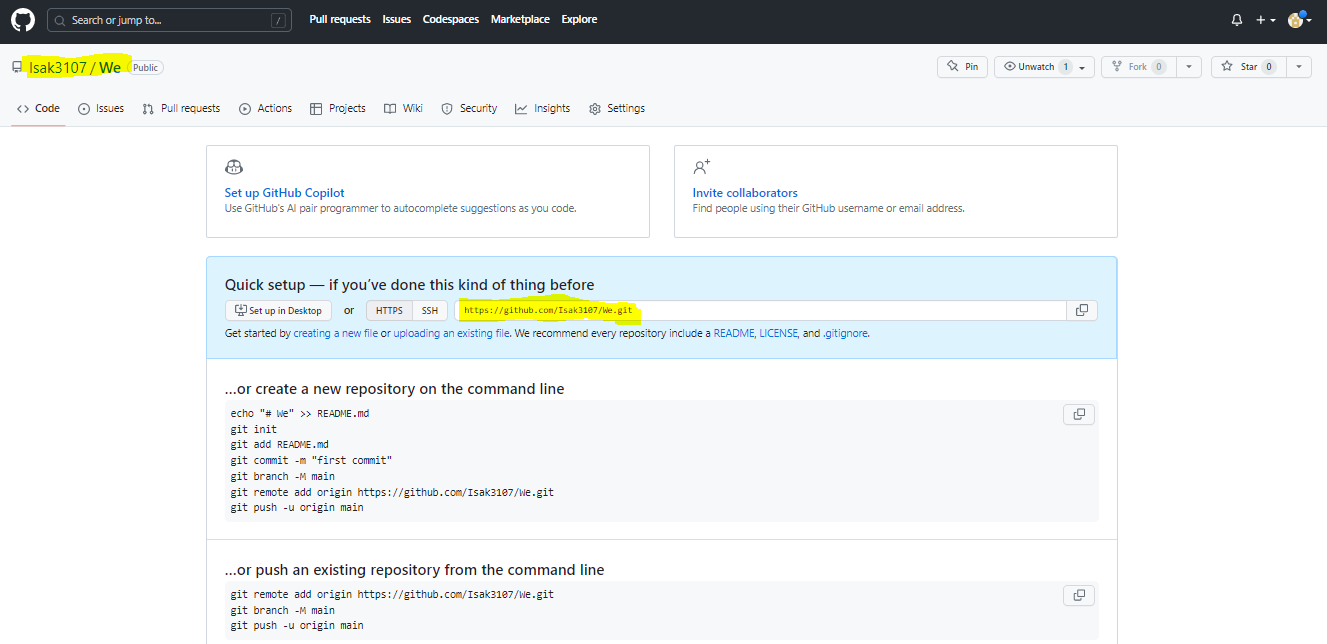 Search or jump to... /
Pull requests Issues Codespaces Marketplace Explore
Isak3107 / We Public
Pin Unwatch 1 Fork 0 Star 0
Code Issues Pull requests Actions Projects Wiki Security Insights Settings
Set up GitHub Copilot
Use GitHub's AI pair programmer to autocomplete suggestions as you code.
Invite collaborators
Find people using their GitHub username or email address.
Quick setup — if you've done this kind of thing before
Set up in Desktop or HTTPS SSH https://github.com/Isak3107/We.git
Get started by creating a new file or uploading an existing file. We recommend every repository include a README, LICENSE, and .gitignore.
...or create a new repository on the command line
echo "# We" >> README.md
git init
git add README.md
git commit -m "first commit"
git branch -M main
git remote add origin https://github.com/Isak3107/We.git
git push -u origin main
...or push an existing repository from the command line
git remote add origin https://github.com/Isak3107/We.git
git branch -M main
git push -u origin main